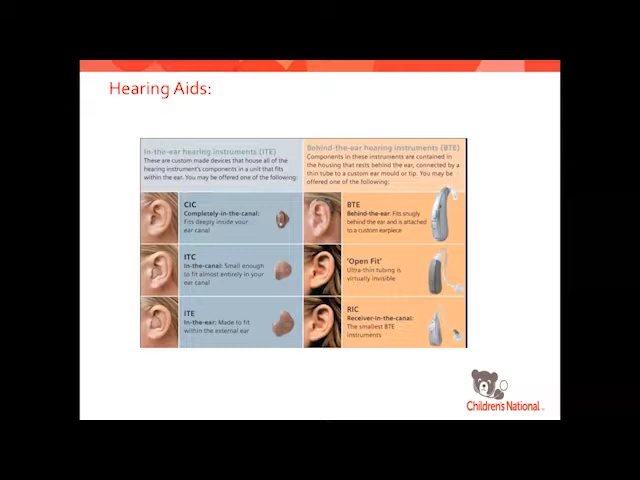 Hearing Aids:
In-the-ear hearing instruments (ITE)
These are custom made devices that house all of the
hearing instrument's components in a unit that fits
within the ear. You may be offered one of the following:
CIC
Completely-in-the-canal:
Fits deeply inside your
ear canal
ITC
In-the-canal: Small enough
to fit almost entirely in your
ear canal
ITE
In-the-ear: Made to fit
within the external ear
Behind-the-ear hearing instruments (BTE)
Components in these instruments are contained in
the housing that rests behind the ear, connected by a
thin tube to a custom ear mould or tip. You may be
offered one of the following:
BTE
Behind-the-ear: Fits snugly
behind the ear and is attached
to a custom earpiece
'Open Fit'
Ultra thin tubing is
virtually invisible
RIC
Receiver-in-the-canal:
The smallest BTE
instruments
Children's National